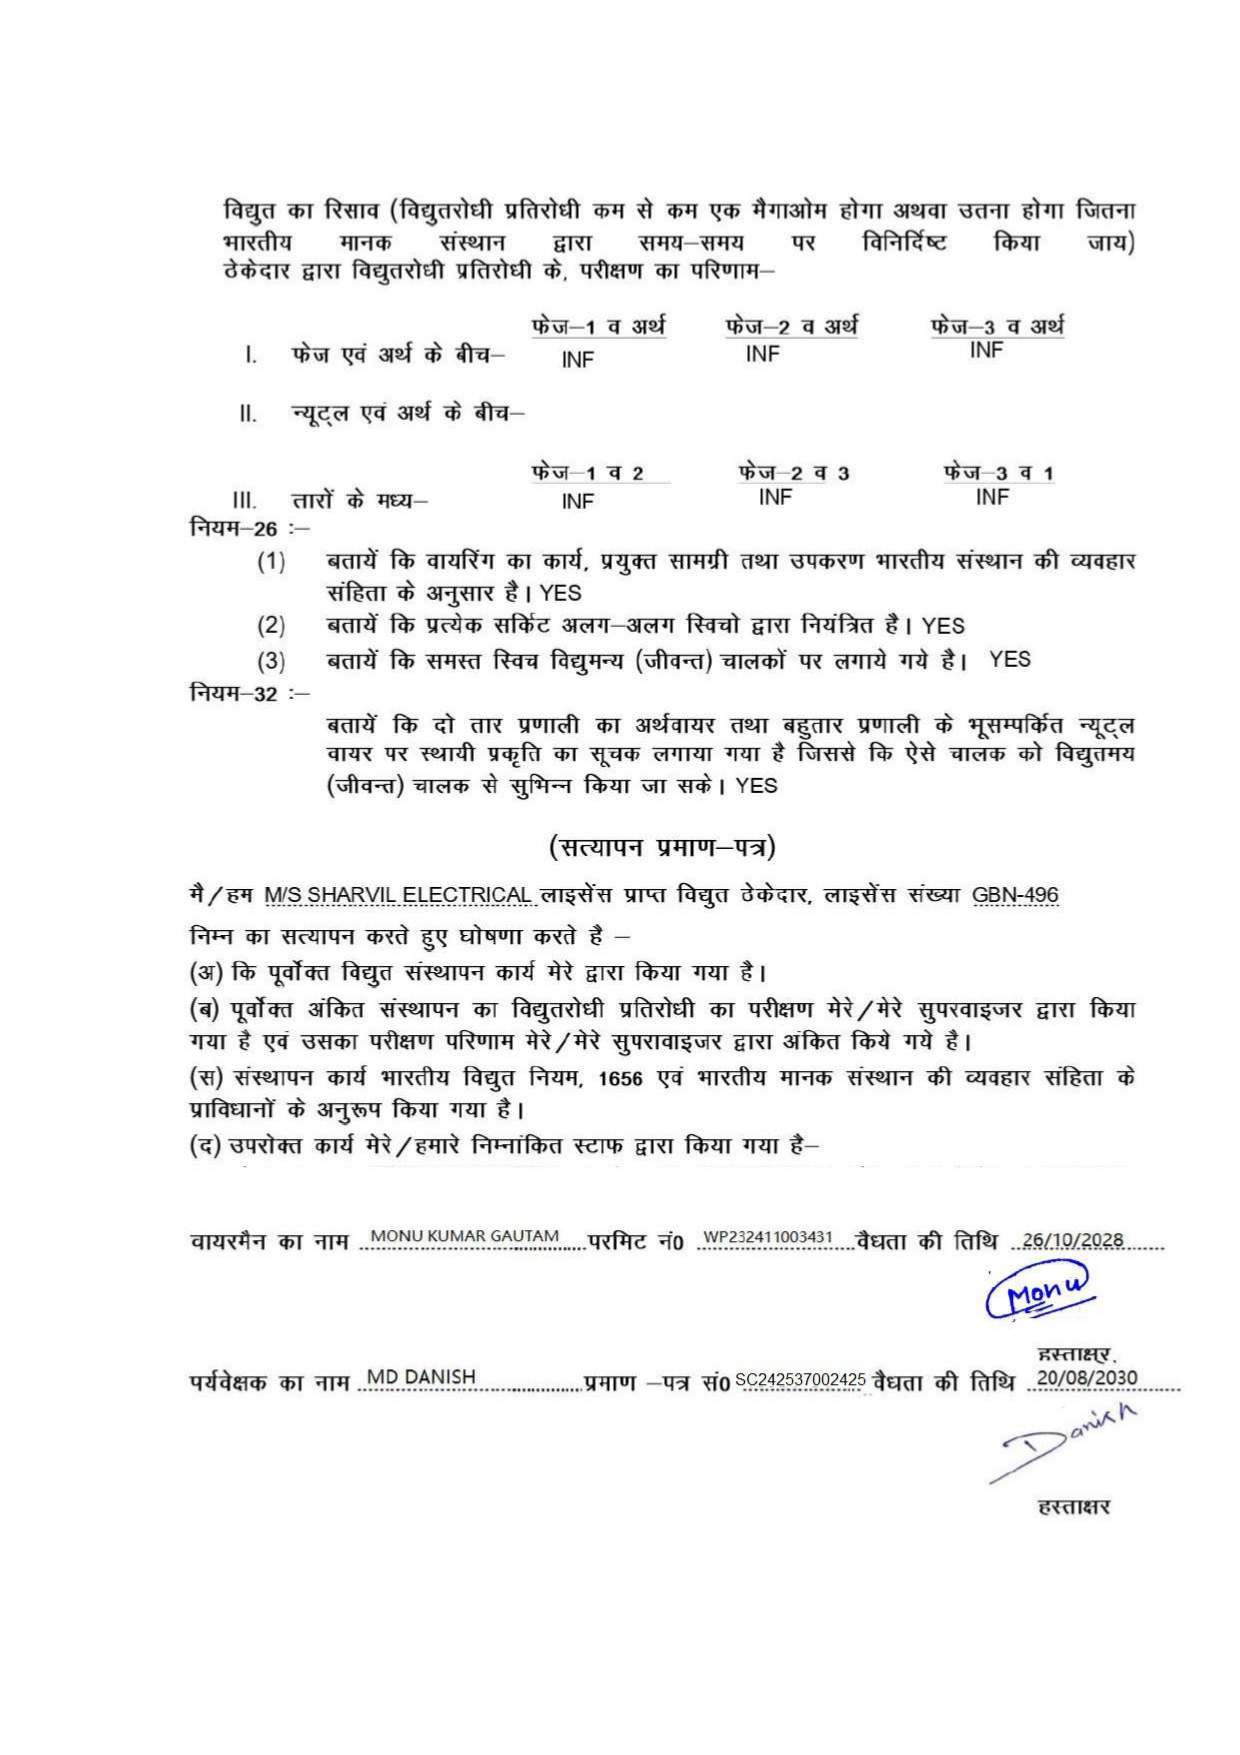 विद्युत का रिसाव (विद्युतरोधी प्रतिरोधी कम से कम एक मैगाओम होगा अथवा उतना होगा जितना
भारतीय मानक संस्थान द्वारा समय–समय पर विनिर्दिष्ट किया जाय)
ठेकेदार द्वारा विद्युतरोधी प्रतिरोधी के, परीक्षण का परिणाम–
फेज–1 व अर्थ फेज–2 व अर्थ फेज–3 व अर्थ
I. फेज एवं अर्थ के बीच– INF INF INF
II. न्यूट्ल एवं अर्थ के बीच–
फेज–1 व 2 फेज–2 व 3 फेज–3 व 1
III. तारों के मध्य– INF INF INF
नियम–26 :–
(1) बतायें कि वायरिंग का कार्य, प्रयुक्त सामग्री तथा उपकरण भारतीय संस्थान की व्यवहार
संहिता के अनुसार है। YES
(2) बतायें कि प्रत्येक सर्किट अलग–अलग स्विचो द्वारा नियंत्रित है। YES
(3) बतायें कि समस्त स्विच विद्युमन्य (जीवन्त) चालकों पर लगाये गये है। YES
नियम–32 :–
बतायें कि दो तार प्रणाली का अर्थवायर तथा बहुतार प्रणाली के भूसम्पर्कित न्यूट्ल
वायर पर स्थायी प्रकृति का सूचक लगाया गया है जिससे कि ऐसे चालक को विद्युतमय
(जीवन्त) चालक से सुभिन्न किया जा सके। YES
(सत्यापन प्रमाण–पत्र)
मै/हम M/S SHARVIL ELECTRICAL लाइसेंस प्राप्त विद्युत ठेकेदार, लाइसेंस संख्या GBN-496
निम्न का सत्यापन करते हुए घोषणा करते है –
(अ) कि पूर्वोक्त विद्युत संस्थापन कार्य मेरे द्वारा किया गया है।
(ब) पूर्वोक्त अंकित संस्थापन का विद्युतरोधी प्रतिरोधी का परीक्षण मेरे/मेरे सुपरवाइजर द्वारा किया
गया है एवं उसका परीक्षण परिणाम मेरे/मेरे सुपरावाइजर द्वारा अंकित किये गये है।
(स) संस्थापन कार्य भारतीय विद्युत नियम, 1656 एवं भारतीय मानक संस्थान की व्यवहार संहिता के
प्राविधानों के अनुरूप किया गया है।
(द) उपरोक्त कार्य मेरे/हमारे निम्नांकित स्टाफ द्वारा किया गया है–
वायरमैन का नाम MONU KUMAR GAUTAM परमिट नं0 WP232411003431 वैधता की तिथि 26/10/2028
Monu
हस्ताक्षर.
पर्यवेक्षक का नाम MD DANISH प्रमाण –पत्र सं0 SC242537002425 वैधता की तिथि 20/08/2030
Danish
हस्ताक्षर